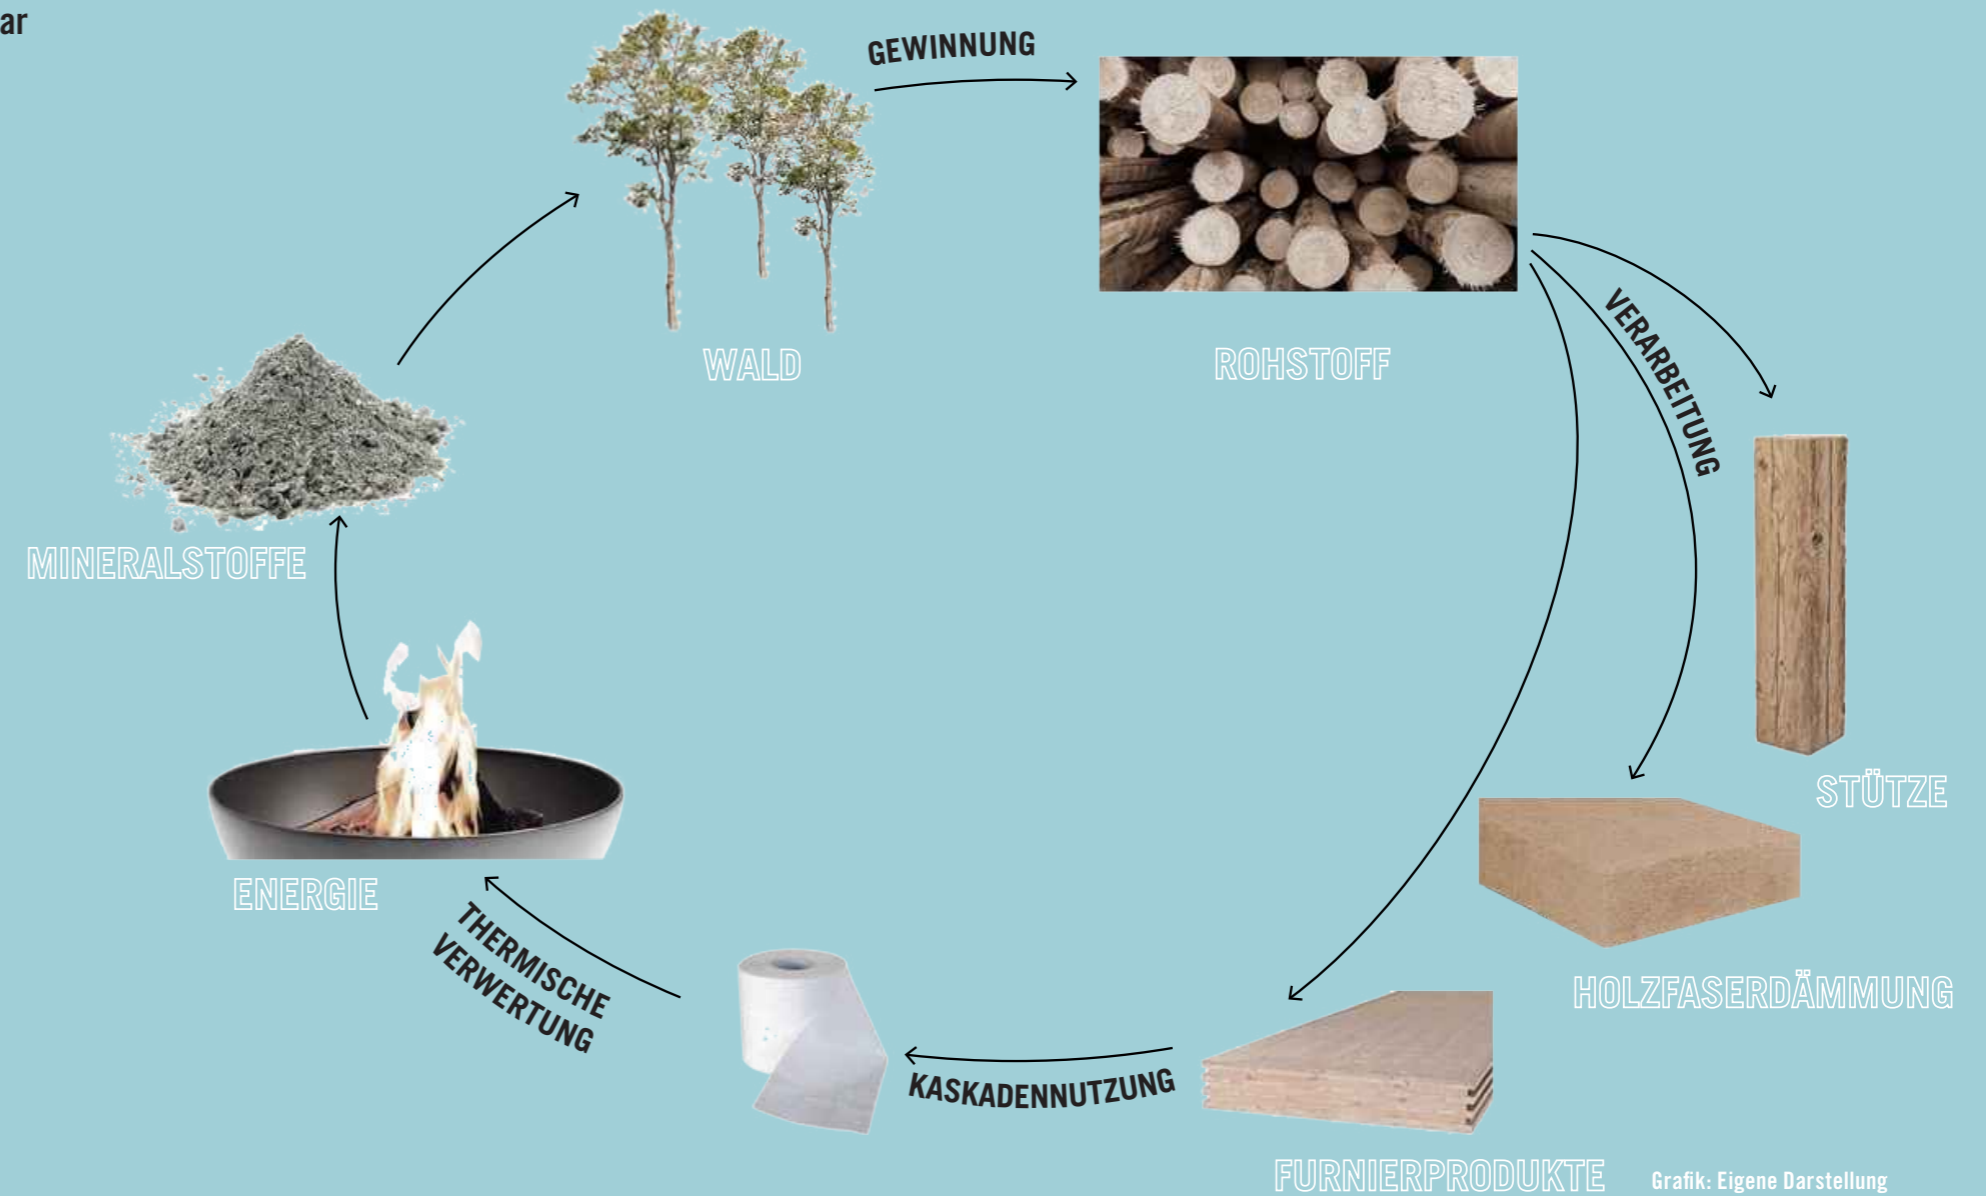 ar
GEWINNUNG
WALD
ROHSTOFF
VERARBEITUNG
MINERALSTOFFE
STÜTZE
ENERGIE
HOLZFASERDÄMMUNG
THERMISCHE
VERWERTUNG
KASKADENNUTZUNG
FURNIERPRODUKTE
Grafik: Eigene Darstellung